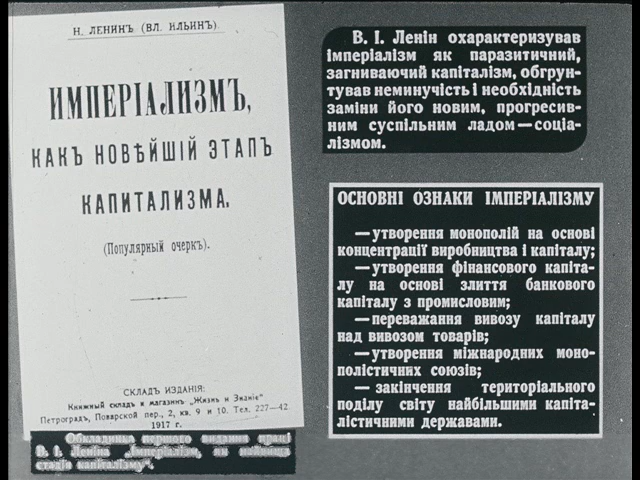 Н. ЛЕНИНЪ (ВЛ. ИЛЬИНЪ).
ИМПЕРІАЛИЗМЪ,
КАКЪ НОВѢЙШІЙ ЭТАПЪ
КАПИТАЛИЗМА.
(Популярный очеркъ).
СКЛАДЪ ИЗДАНІЯ:
Книжный складъ и магазин „Жизнь и Знаніе“
Петроградъ, Поварской пер., 2, кв. 9 и 10. Тел. 227—42.
1917 г.
Обкладинка першого видання праці
В. І. Леніна „Імперіалізм, як найвища
стадія капіталізму“.
В. І. Ленін охарактеризував
імперіалізм як паразитичний,
загниваючий капіталізм, обгрун-
тував неминучість і необхідність
заміни його новим, прогресив-
ним суспільним ладом—соціа-
лізмом.
ОСНОВНІ ОЗНАКИ ІМПЕРІАЛІЗМУ
—утворення монополій на основі
концентрації виробництва і капіталу;
—утворення фінансового капіта-
лу на основі злиття банкового
капіталу з промисловим;
—переважання вивозу капіталу
над вивозом товарів;
—утворення міжнародних моно-
полістичних союзів;
— закінчення територіального
поділу світу найбільшими капіта-
лістичними державами.